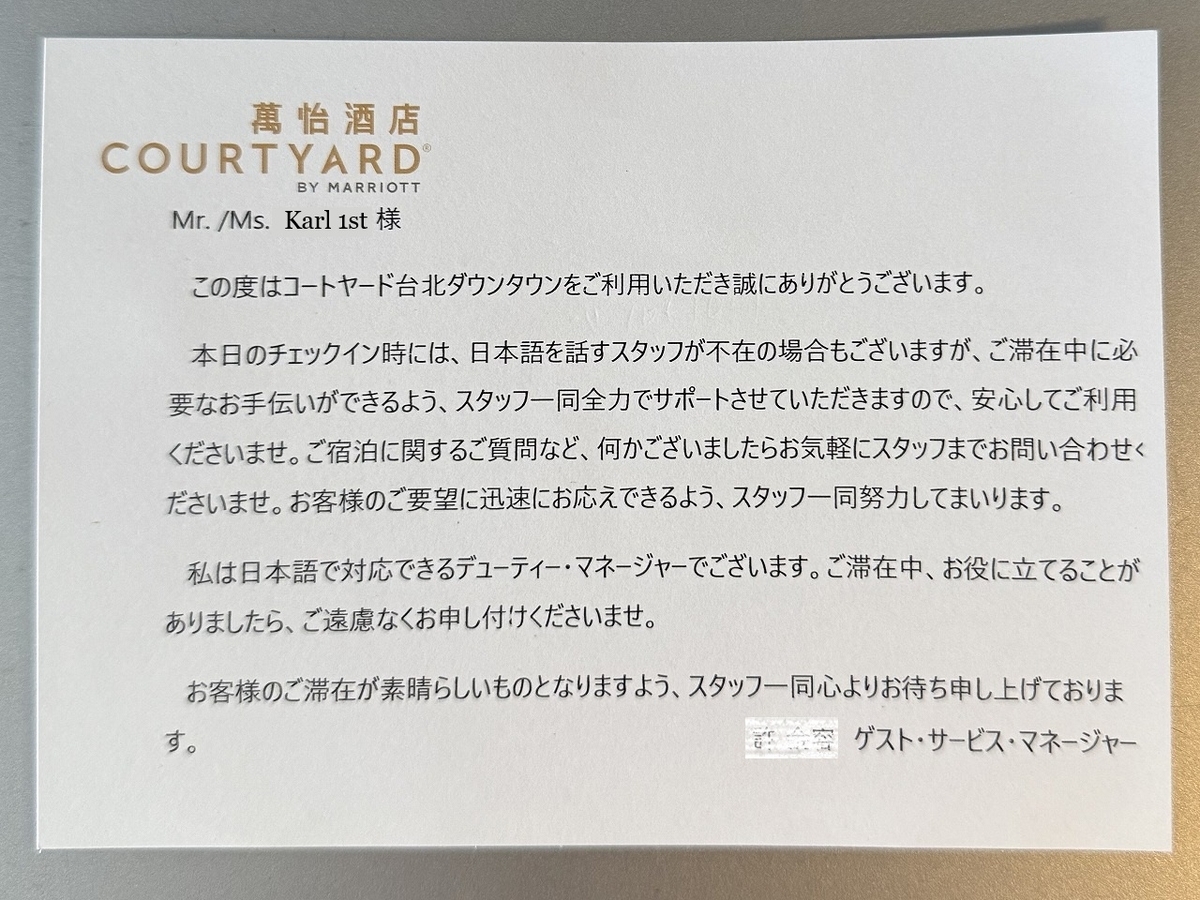 萬怡酒店
COURTYARD®
BY MARRIOTT
Mr. /Ms. Karl 1st 様
この度はコートヤード台北ダウンタウンをご利用いただき誠にありがとうございます。
本日のチェックイン時には、日本語を話すスタッフが不在の場合もございますが、ご滞在中に必
要なお手伝いができるよう、スタッフ一同全力でサポートさせていただきますので、安心してご利用
くださいませ。ご宿泊に関するご質問など、何かございましたらお気軽にスタッフまでお問い合わせく
ださいませ。お客様のご要望に迅速にお応えできるよう、スタッフ一同努力してまいります。
私は日本語で対応できるデューティー・マネージャーでございます。ご滞在中、お役に立てることが
ありましたら、ご遠慮なくお申し付けくださいませ。
お客様のご滞在が素晴らしいものとなりますよう、スタッフ一同心よりお待ち申し上げておりま
す。
ゲスト・サービス・マネージャー